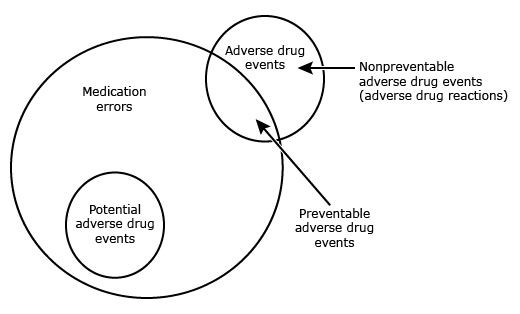 Adverse drug
events
Nonpreventable
adverse drug events
(adverse drug reactions)
Medication
errors
Potential
adverse drug
events
Preventable
adverse drug
events